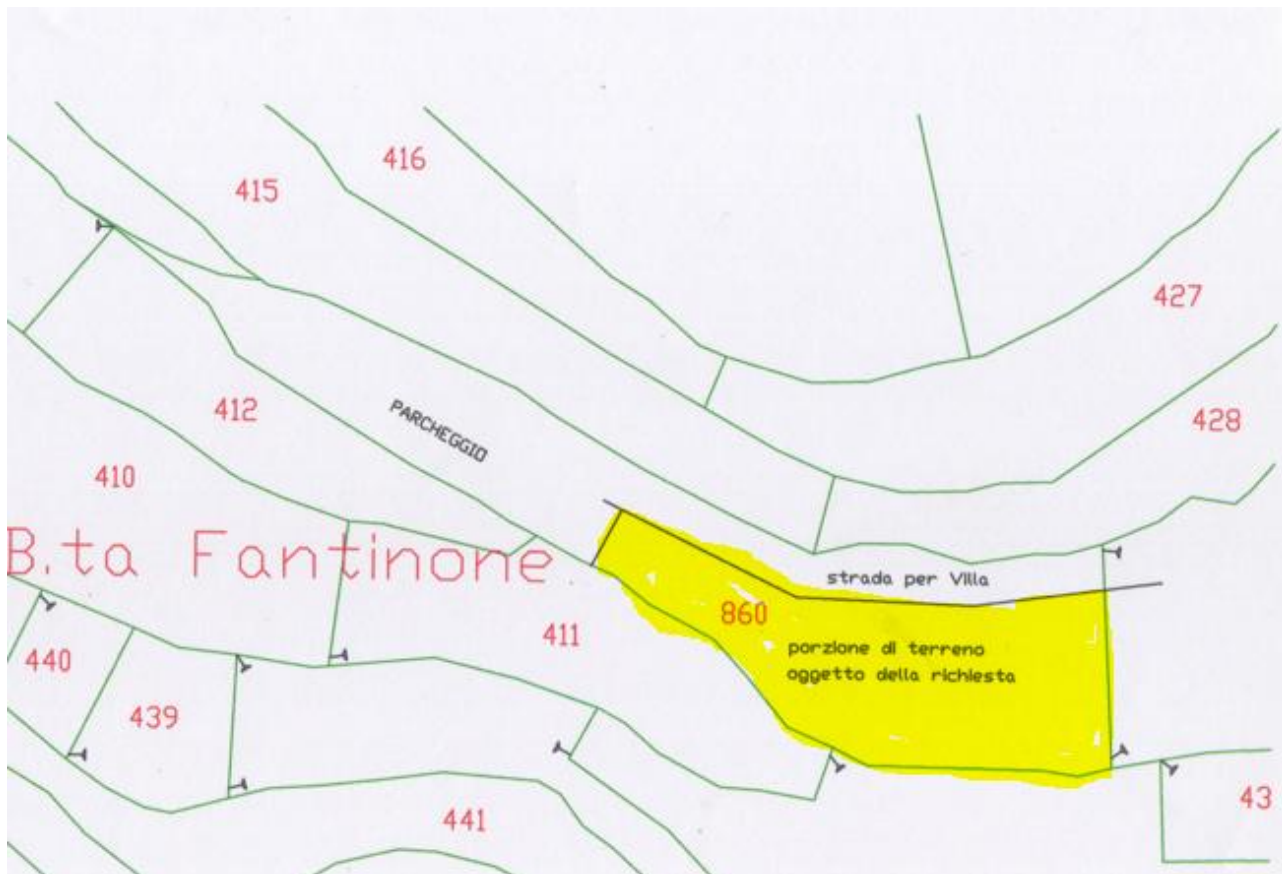 416
415
427
412
428
PARCHEGGIO
410
B.ta Fantinone
strada per Villa
860
411
porzione di terreno
oggetto della richiesta
440
439
43
441